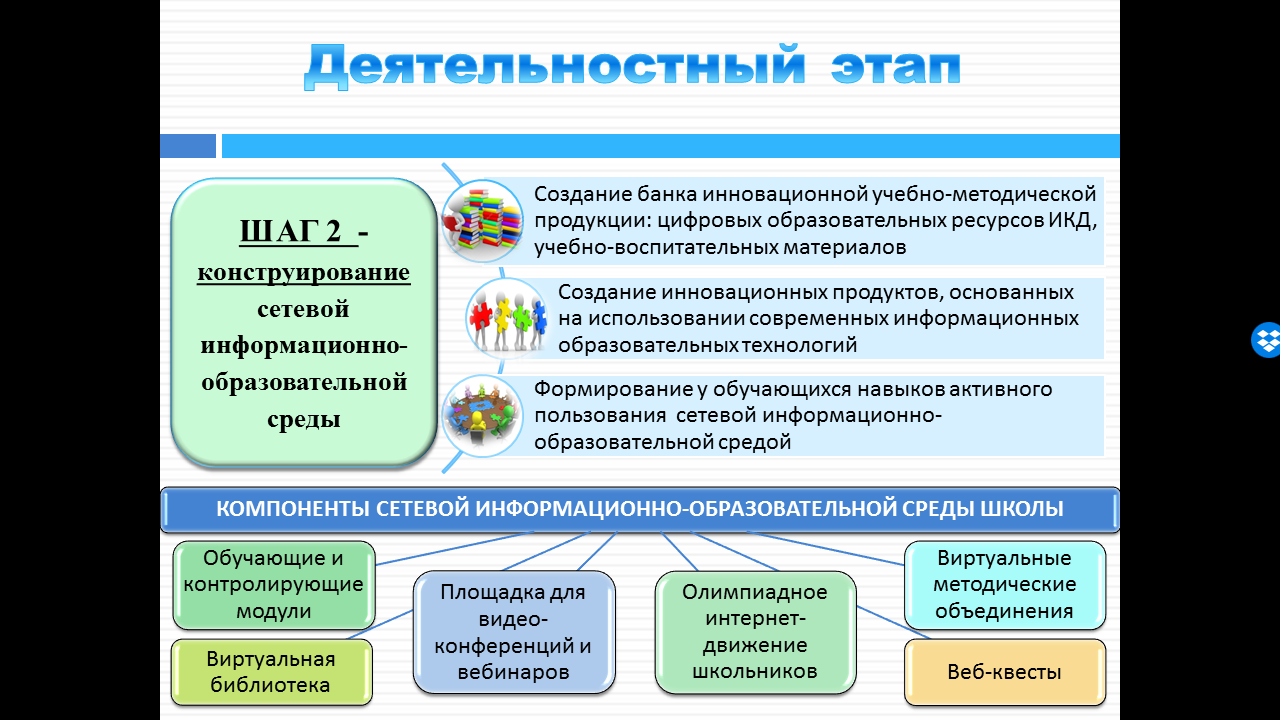 Деятельностный этап
ШАГ 2 -
конструирование
сетевой
информационно-
образовательной
среды
Создание банка инновационной учебно-методической
продукции: цифровых образовательных ресурсов ИКД,
учебно-воспитательных материалов
Создание инновационных продуктов, основанных
на использовании современных информационных
образовательных технологий
Формирование у обучающихся навыков активного
пользования сетевой информационно-
образовательной средой
КОМПОНЕНТЫ СЕТЕВОЙ ИНФОРМАЦИОННО-ОБРАЗОВАТЕЛЬНОЙ СРЕДЫ ШКОЛЫ
Обучающие и
контролирующие
модули
Виртуальная
библиотека
Площадка для
видео-
конференций и
вебинаров
Олимпиадное
интернет-
движение
школьников
Виртуальные
методические
объединения
Веб-квесты